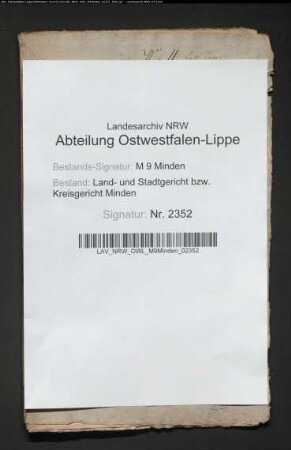 Landesarchiv NRW
Abteilung Ostwestfalen-Lippe
Bestands-Signatur: M 9 Minden
Bestand: Land- und Stadtgericht bzw.
Kreisgericht Minden
Signatur: Nr. 2352
LAV_NRW_OWL_M9Minden_02352